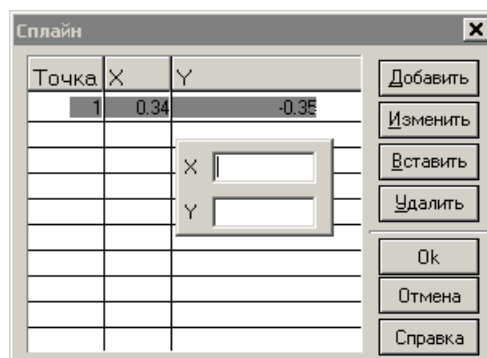 Сплайн
Точка X Y
1 0.34 -0.35
X
Y
Добавить
Изменить
Вставить
Удалить
Ok
Отмена
Справка